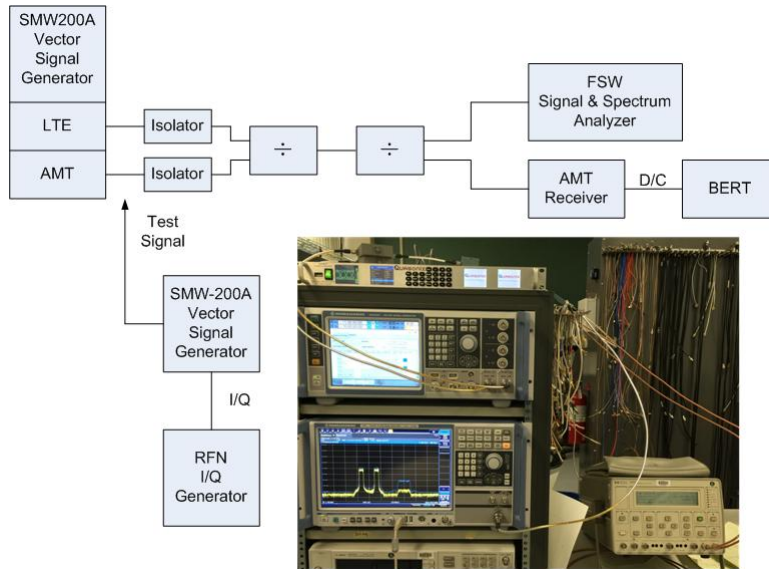 SMW200A
Vector
Signal
Generator
LTE
AMT
Isolator
Isolator
÷
÷
FSW
Signal & Spectrum
Analyzer
AMT
Receiver
D/C
BERT
Test
Signal
SMW-200A
Vector
Signal
Generator
I/Q
RFN
I/Q
Generator